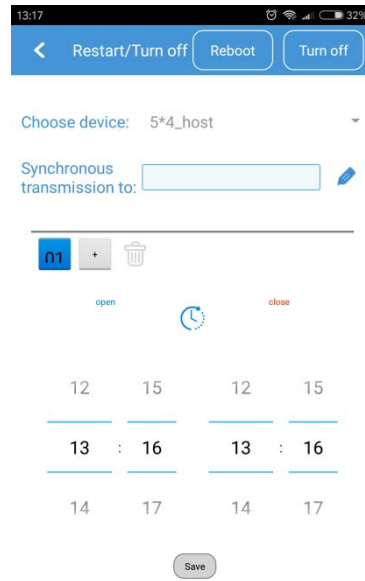 13:17 32%
Restart/Turn off Reboot Turn off
Choose device: 5*4_host
Synchronous
transmission to:
01 +
open close
12 15 12 15
13 : 16 13 : 16
14 17 14 17
Save